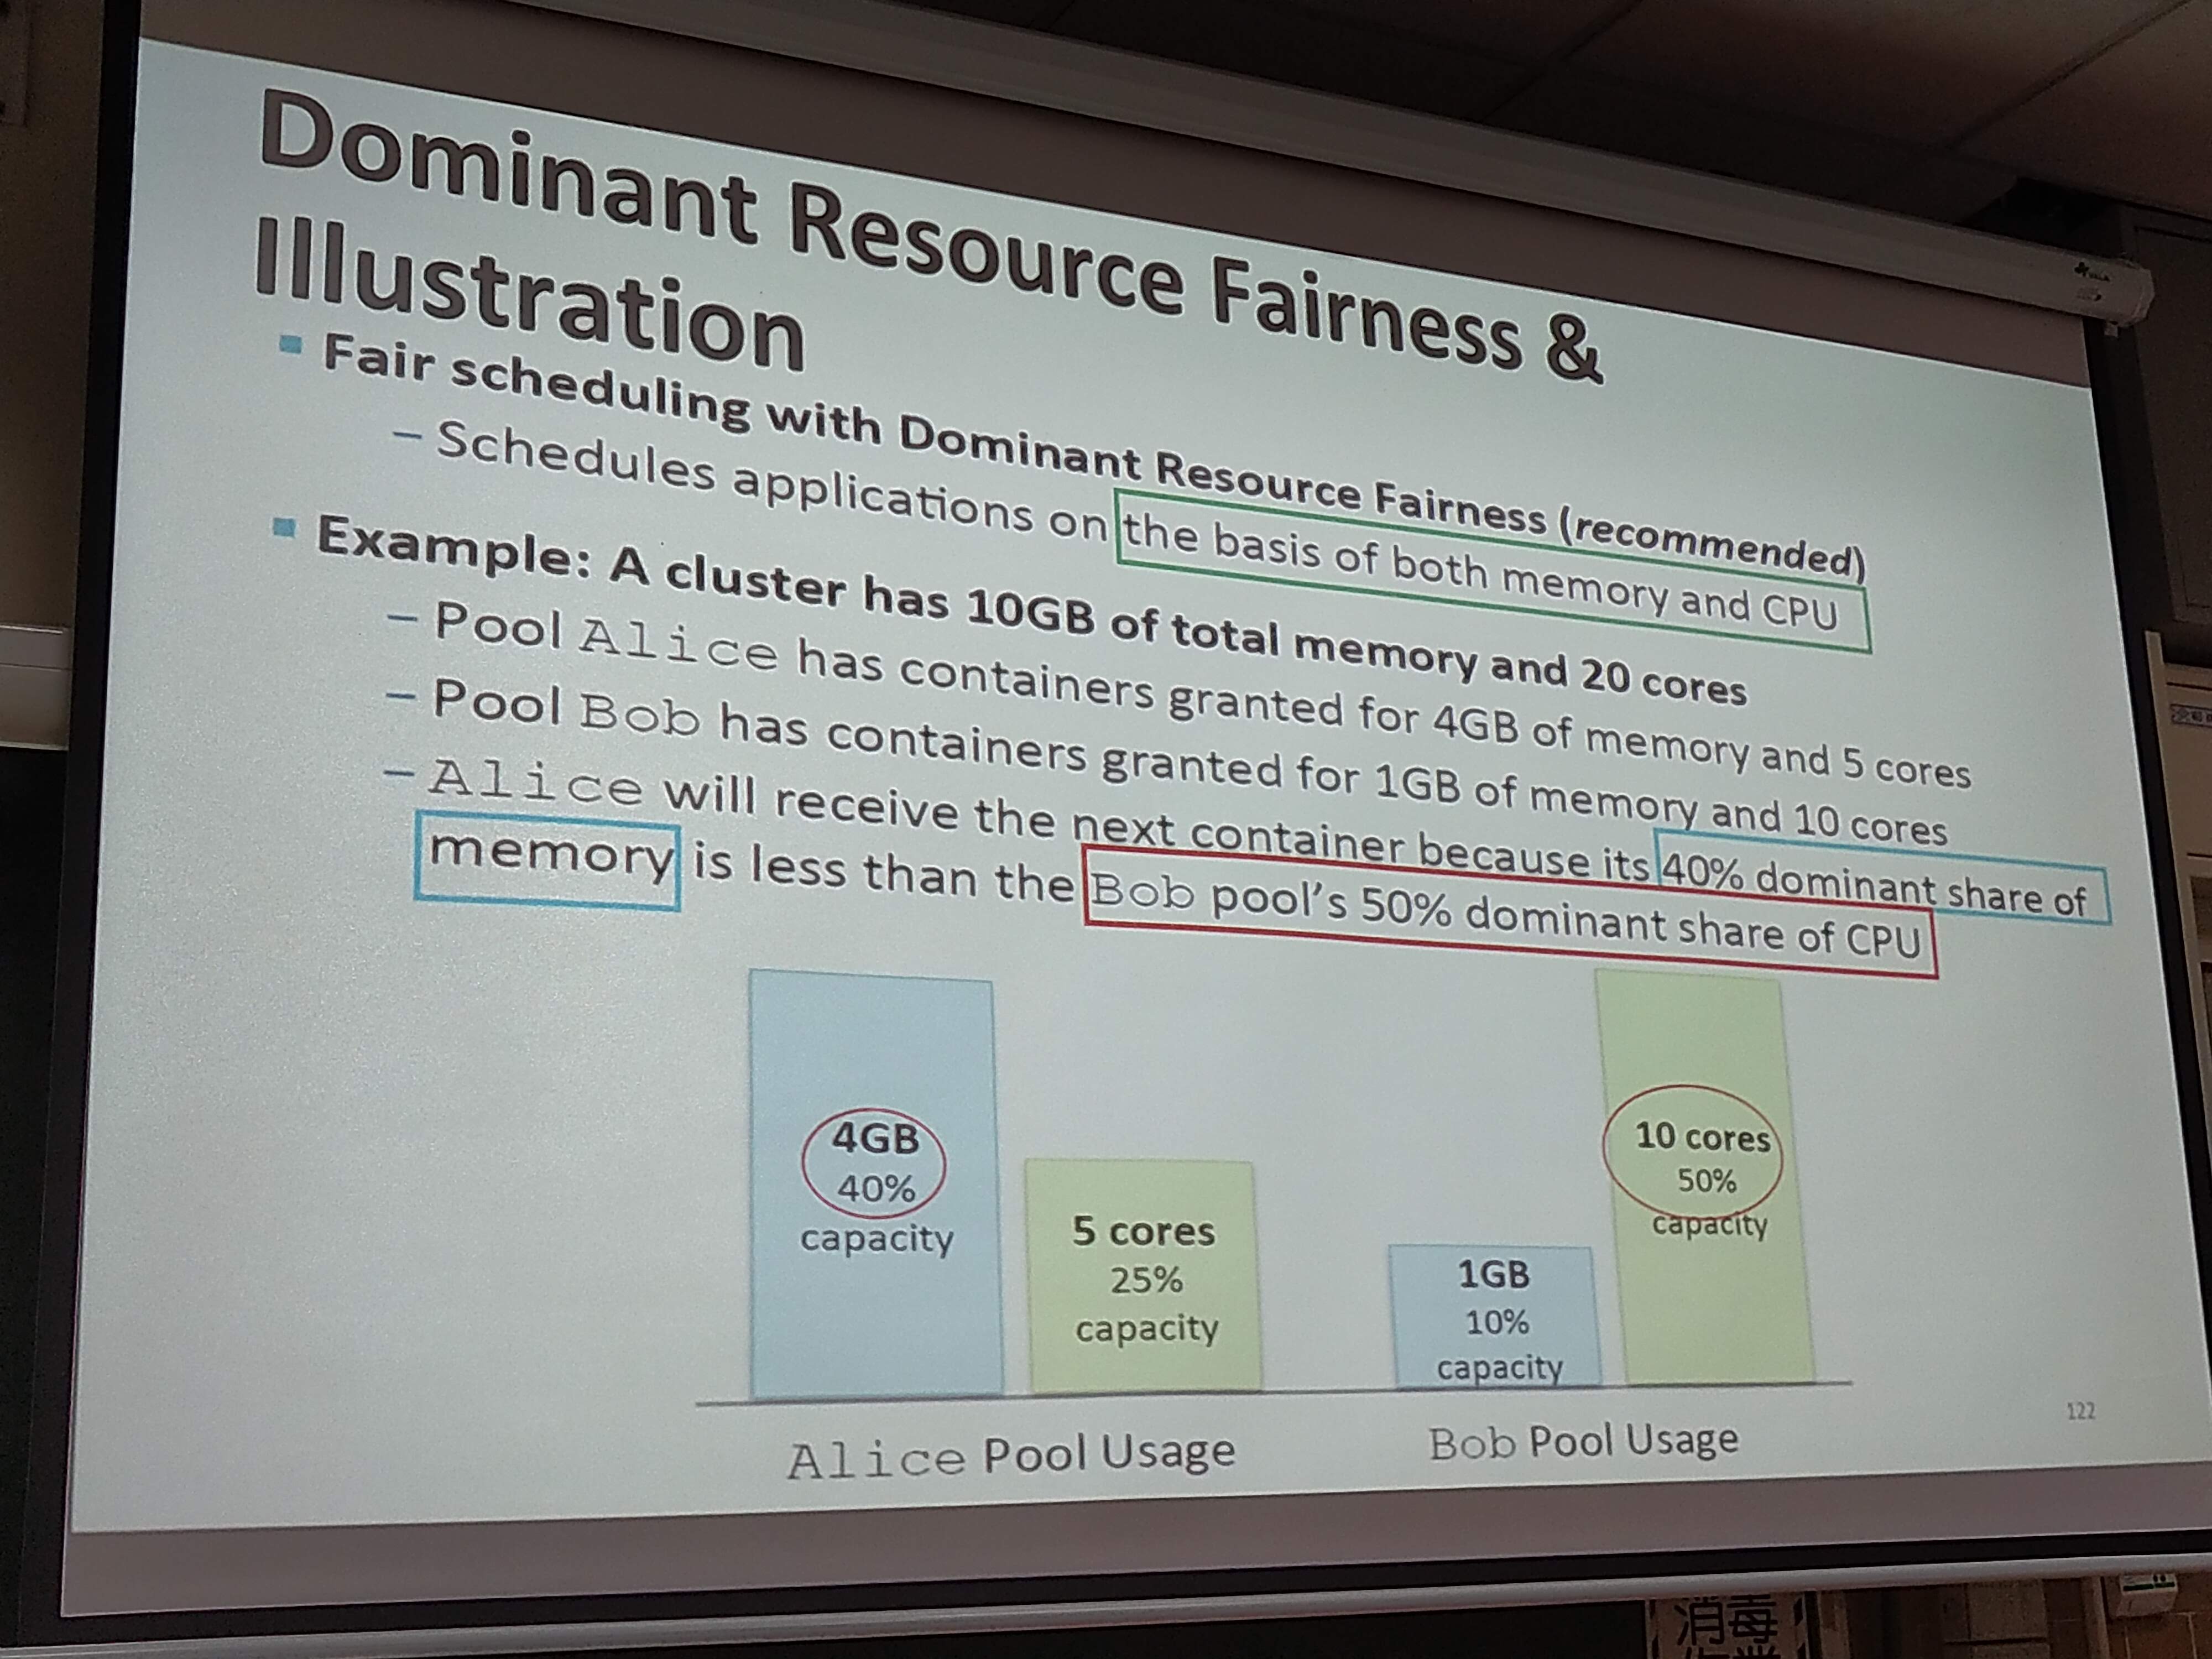 Dominant Resource Fairness &
Illustration
▪ Fair scheduling with Dominant Resource Fairness (recommended)
– Schedules applications on the basis of both memory and CPU
▪ Example: A cluster has 10GB of total memory and 20 cores
– Pool Alice has containers granted for 4GB of memory and 5 cores
– Pool Bob has containers granted for 1GB of memory and 10 cores
– Alice will receive the next container because its 40% dominant share of
memory is less than the Bob pool's 50% dominant share of CPU
4GB
40%
capacity
5 cores
25%
capacity
1GB
10%
capacity
10 cores
50%
capacity
Alice Pool Usage
Bob Pool Usage
122
消毒